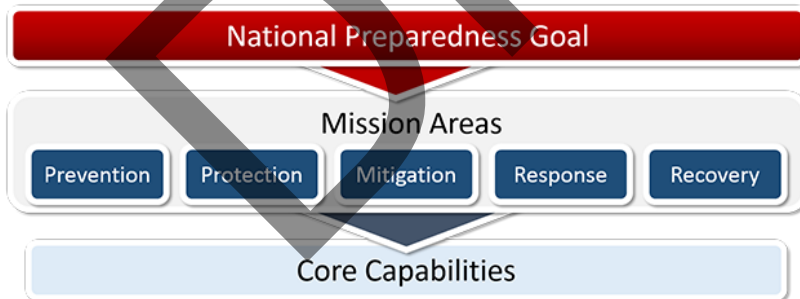 National Preparedness Goal
Mission Areas
Prevention Protection Mitigation Response Recovery
Core Capabilities